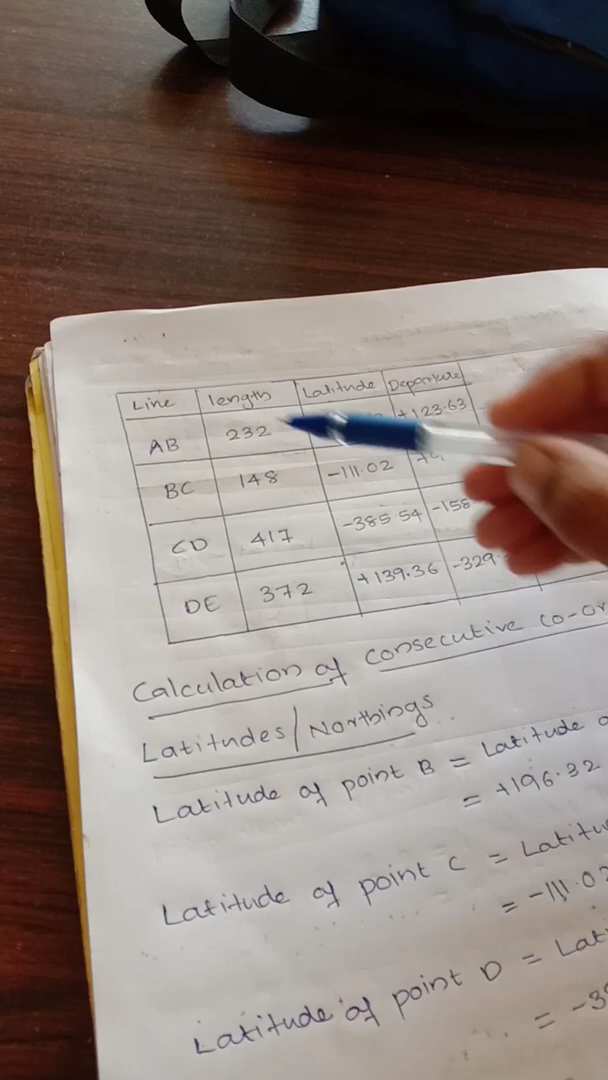 Line length Latitude Departure
AB 232 +123.63
BC 148 -111.02
CD 417 -385.54 -158
DE 372 +139.36 -329.
Calculation of consecutive co-or
Latitudes/Northings
Latitude of point B = Latitude
= +196.32
Latitude of point C = Latitu
= -111.02
Latitude of point D = Lat
= -3